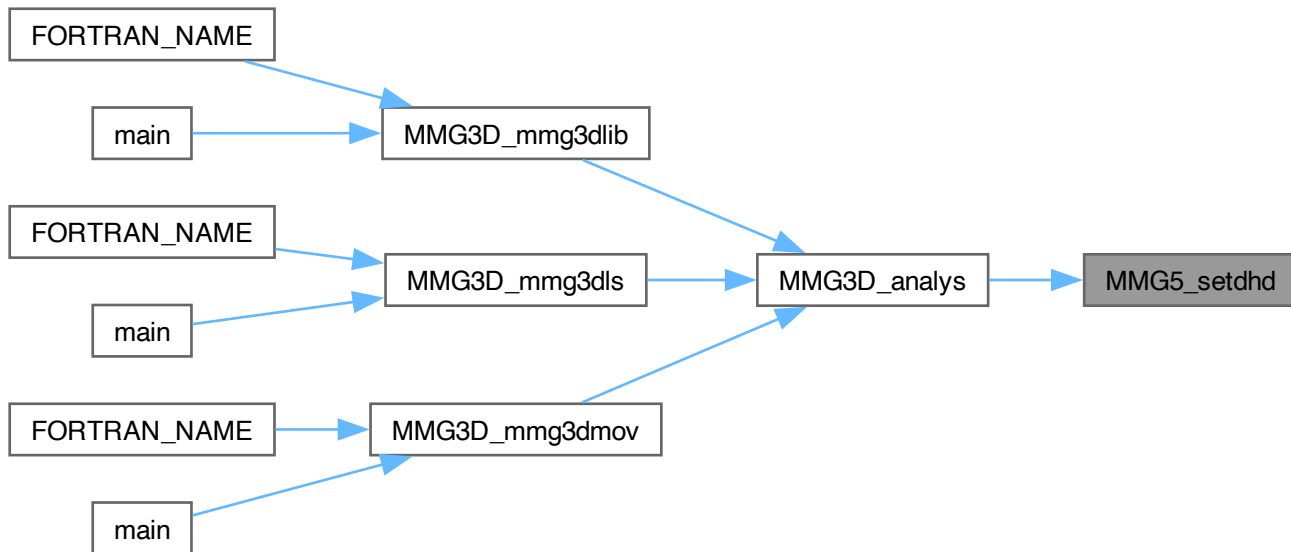 FORTRAN_NAME
main
MMG3D_mmg3dlib
FORTRAN_NAME
main
MMG3D_mmg3dls
MMG3D_analys
MMG5_setdhd
FORTRAN_NAME
main
MMG3D_mmg3dmov